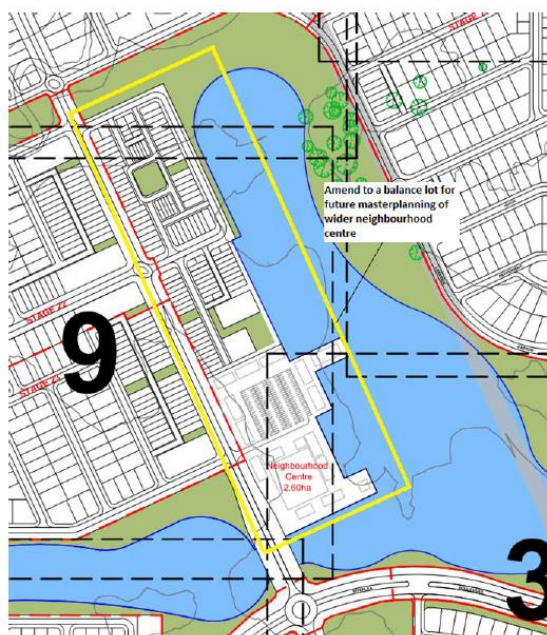 STAGE
Amend to a balance lot for
future masterplanning of
wider neighbourhood
centre
STAGE 22
9
STAGE
Neighbourhood
Centre
2.60ha
3